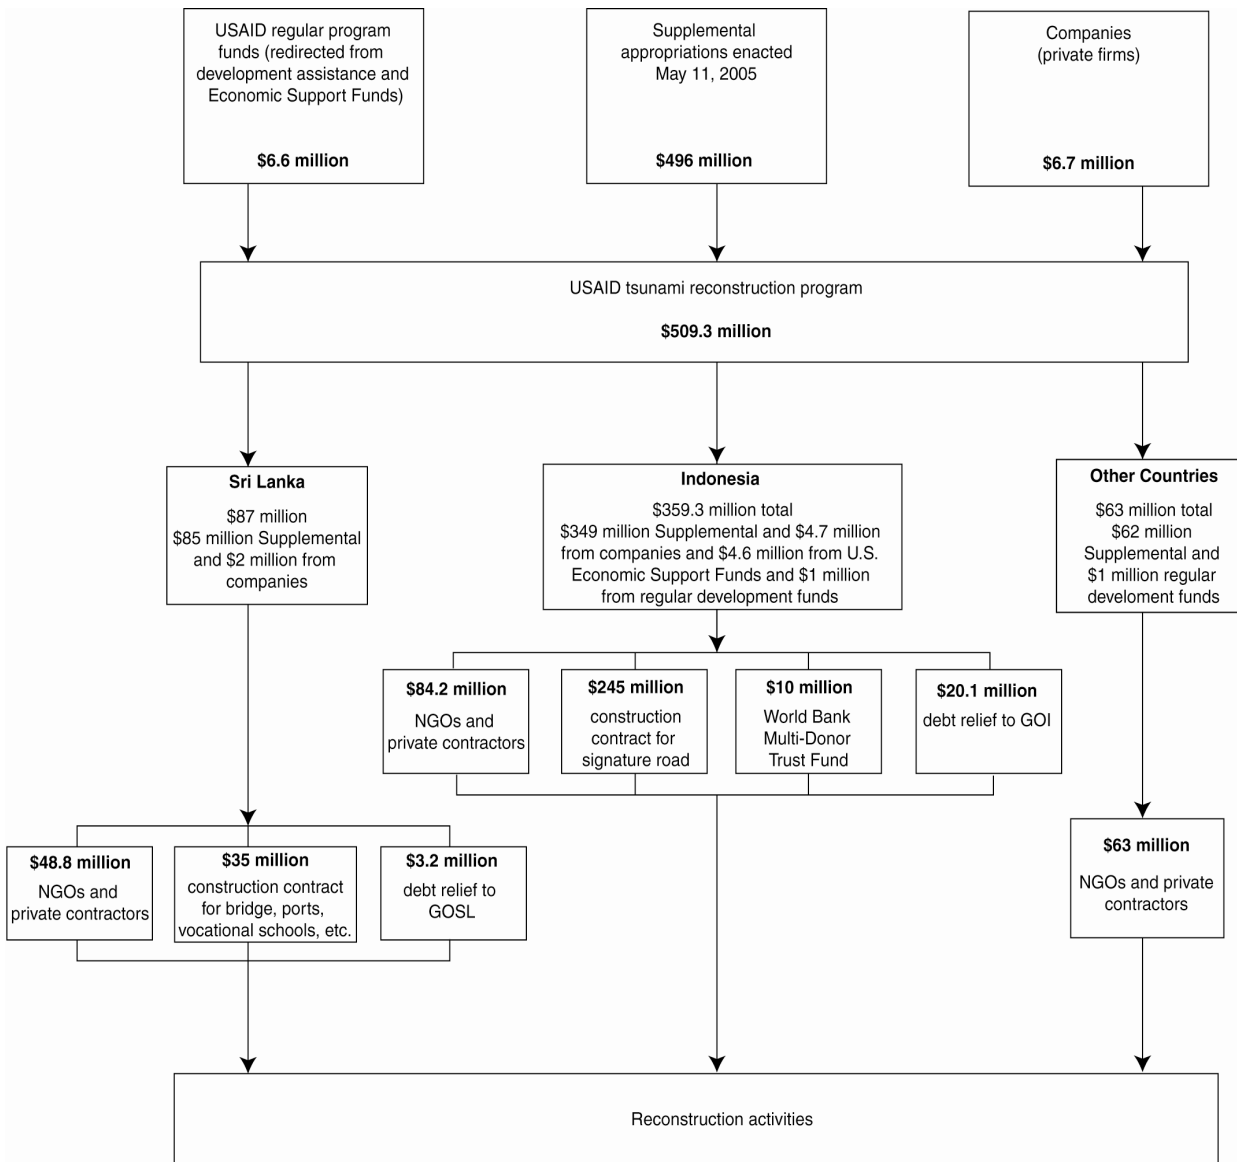 USAID regular program
funds (redirected from
development assistance and
Economic Support Funds)
$6.6 million
Supplemental
appropriations enacted
May 11, 2005
$496 million
Companies
(private firms)
$6.7 million
USAID tsunami reconstruction program
$509.3 million
Sri Lanka
$87 million
$85 million Supplemental
and $2 million from
companies
Indonesia
$359.3 million total
$349 million Supplemental and $4.7 million
from companies and $4.6 million from U.S.
Economic Support Funds and $1 million
from regular development funds
Other Countries
$63 million total
$62 million
Supplemental and
$1 million regular
develoment funds
$84.2 million
NGOs and
private contractors
$245 million
construction
contract for
signature road
$10 million
World Bank
Multi-Donor
Trust Fund
$20.1 million
debt relief to GOI
$48.8 million
NGOs and
private contractors
$35 million
construction contract
for bridge, ports,
vocational schools, etc.
$3.2 million
debt relief to
GOSL
$63 million
NGOs and private
contractors
Reconstruction activities